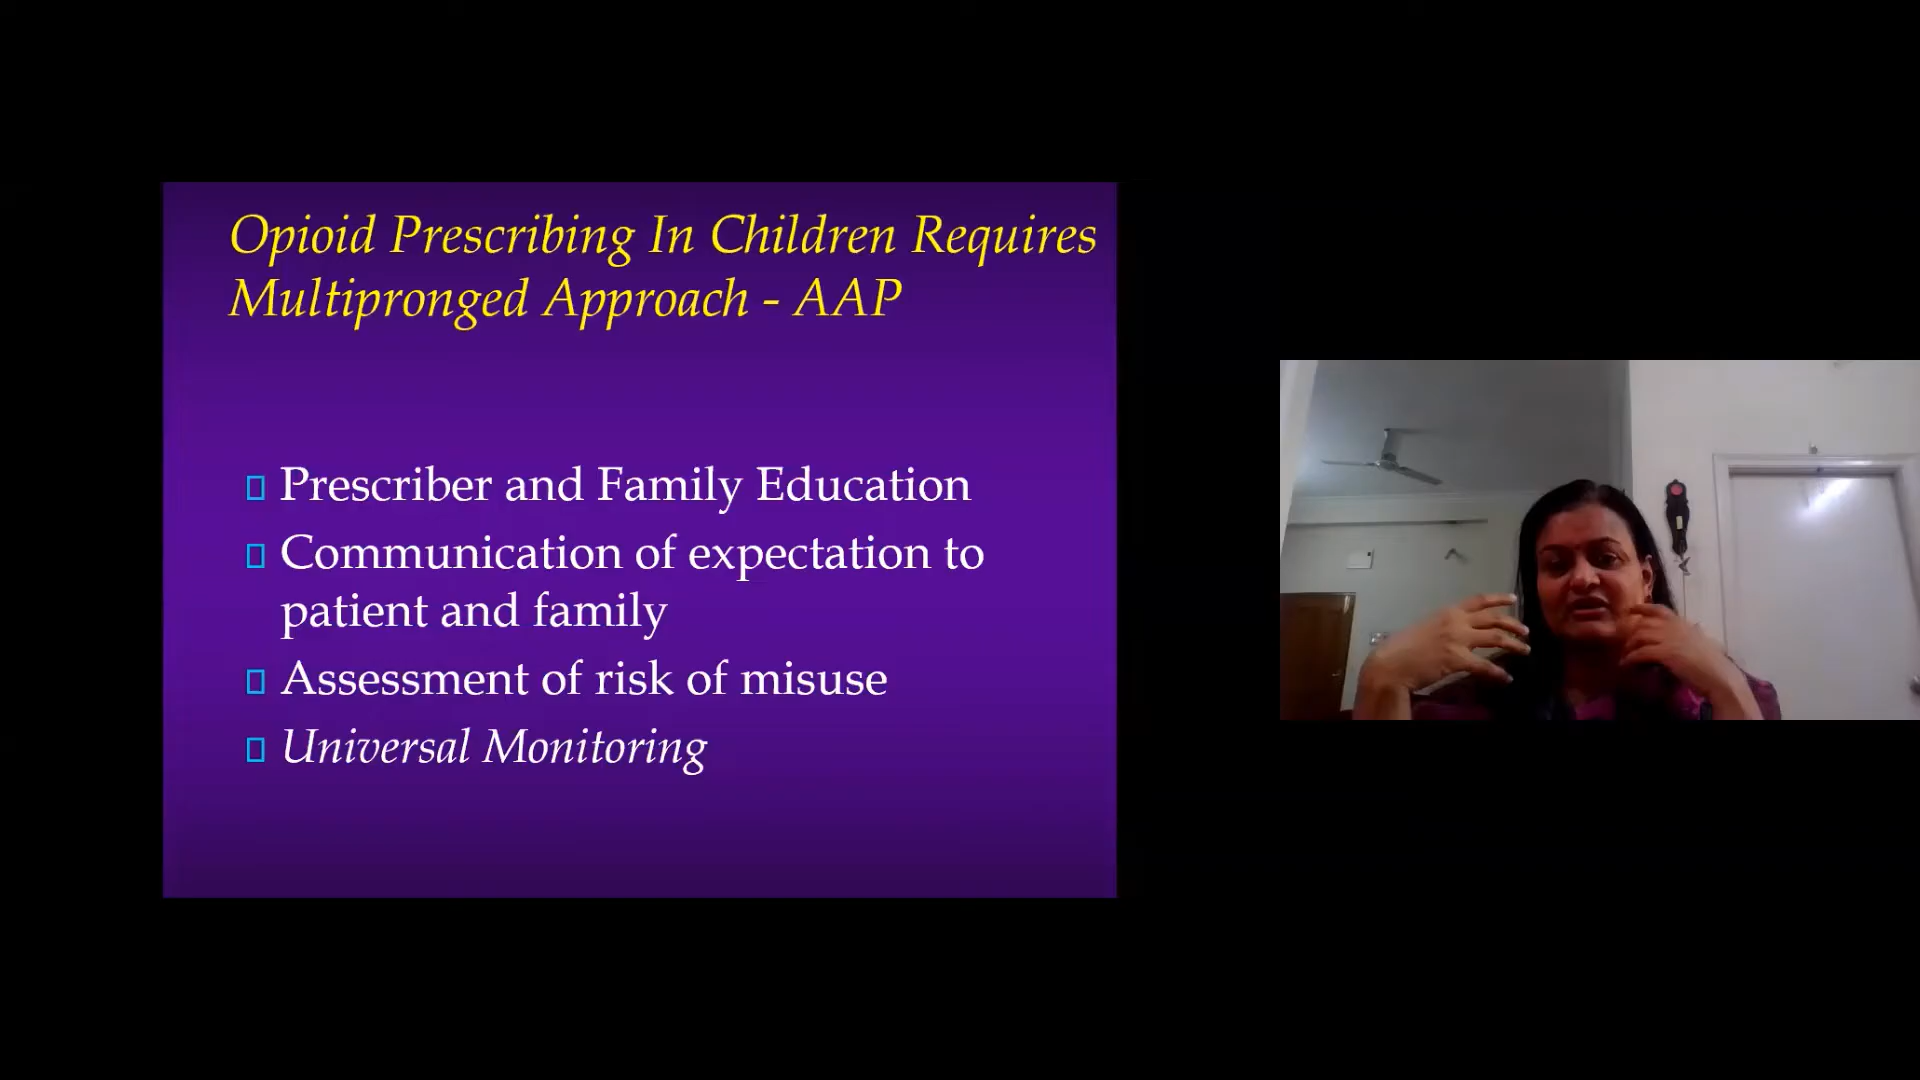 Opioid Prescribing In Children Requires
Multipronged Approach - AAP
Prescriber and Family Education
Communication of expectation to
patient and family
Assessment of risk of misuse
Universal Monitoring